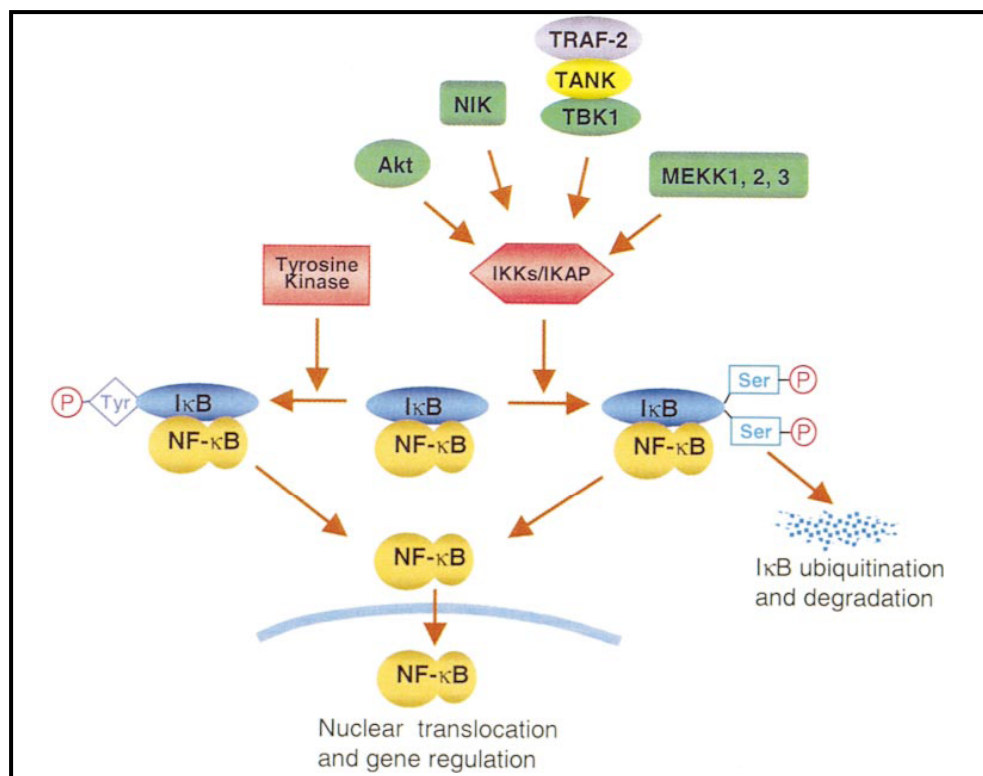 TRAF-2
TANK
TBK1
NIK
Akt
MEKK1, 2, 3
Tyrosine
Kinase
IKKs/IKAP
P
Tyr
IκB
NF-κB
IκB
NF-κB
IκB
NF-κB
Ser
P
Ser
P
NF-κB
IκB ubiquitination
and degradation
NF-κB
Nuclear translocation
and gene regulation